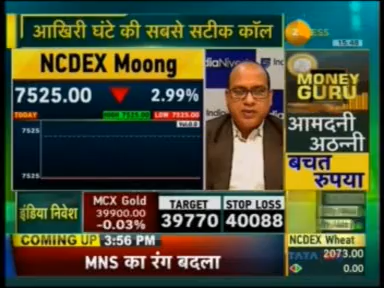 आखिरी घंटे की सबसे सटीक कॉल
15:48
NCDEX Moong
7525.00 2.99%
TODAY HIGH 7525.00 LOW 7525.00
7525
7525
MONEY
GURU
आमदनी
अठन्नी
बचत
रुपया
इंडिया निवेश
MCX Gold
39900.00
-0.03%
TARGET
39770
STOP LOSS
40088
COMING UP 3:56 PM
MNS का रंग बदला
NCDEX Wheat
2073.00
0.00